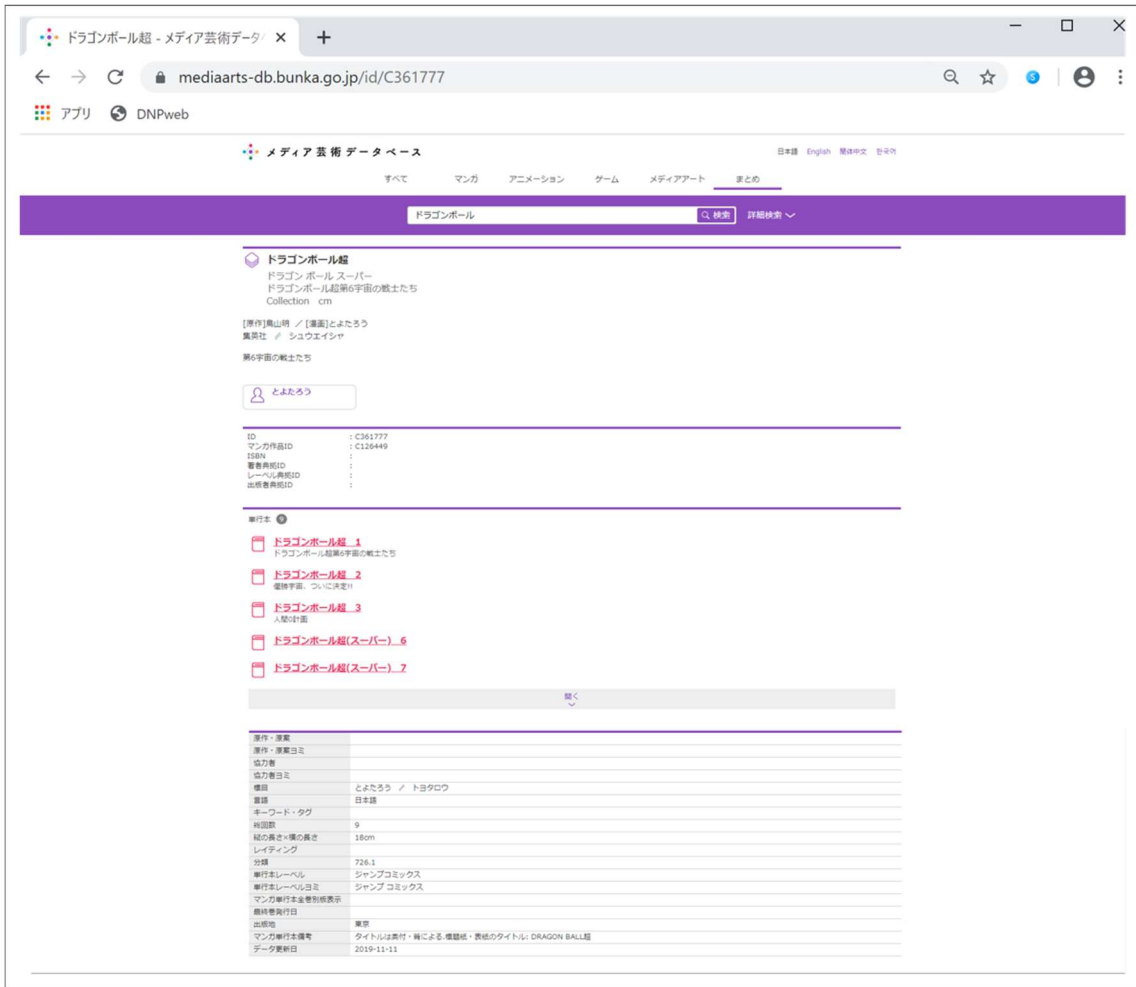 ドラゴンボール超 - メディア芸術データ
mediaarts-db.bunka.go.jp/id/C361777
アプリ DNPweb
メディア芸術データベース
日本語 English 簡体中文 한국어
すべて マンガ アニメーション ゲーム メディアアート まとめ
ドラゴンボール 検索 詳細検索
ドラゴンボール超
ドラゴン ボール スーパー
ドラゴンボール超第6宇宙の戦士たち
Collection cm
[原作]鳥山明 ／ [漫画]とよたろう
集英社 ∥ シュウエイシャ
第6宇宙の戦士たち
とよたろう
ID : C361777
マンガ作品ID : C126449
ISBN :
著者典拠ID :
レーベル典拠ID :
出版者典拠ID :
単行本 9
ドラゴンボール超 1
ドラゴンボール超第6宇宙の戦士たち
ドラゴンボール超 2
優勝宇宙、ついに決定!!
ドラゴンボール超 3
人間0計画
ドラゴンボール超(スーパー) 6
ドラゴンボール超(スーパー) 7
開く
原作・原案
原作・原案ヨミ
協力者
協力者ヨミ
標目 とよたろう ∥ トヨタロウ
言語 日本語
キーワード・タグ
総回数 9
縦の長さ×横の長さ 18cm
レイティング
分類 726.1
単行本レーベル ジャンプコミックス
単行本レーベルヨミ ジャンプ コミックス
マンガ単行本全巻別版表示
最終巻発行日
出版地 東京
マンガ単行本備考 タイトルは奥付・背による.標題紙・表紙のタイトル: DRAGON BALL超
データ更新日 2019-11-11